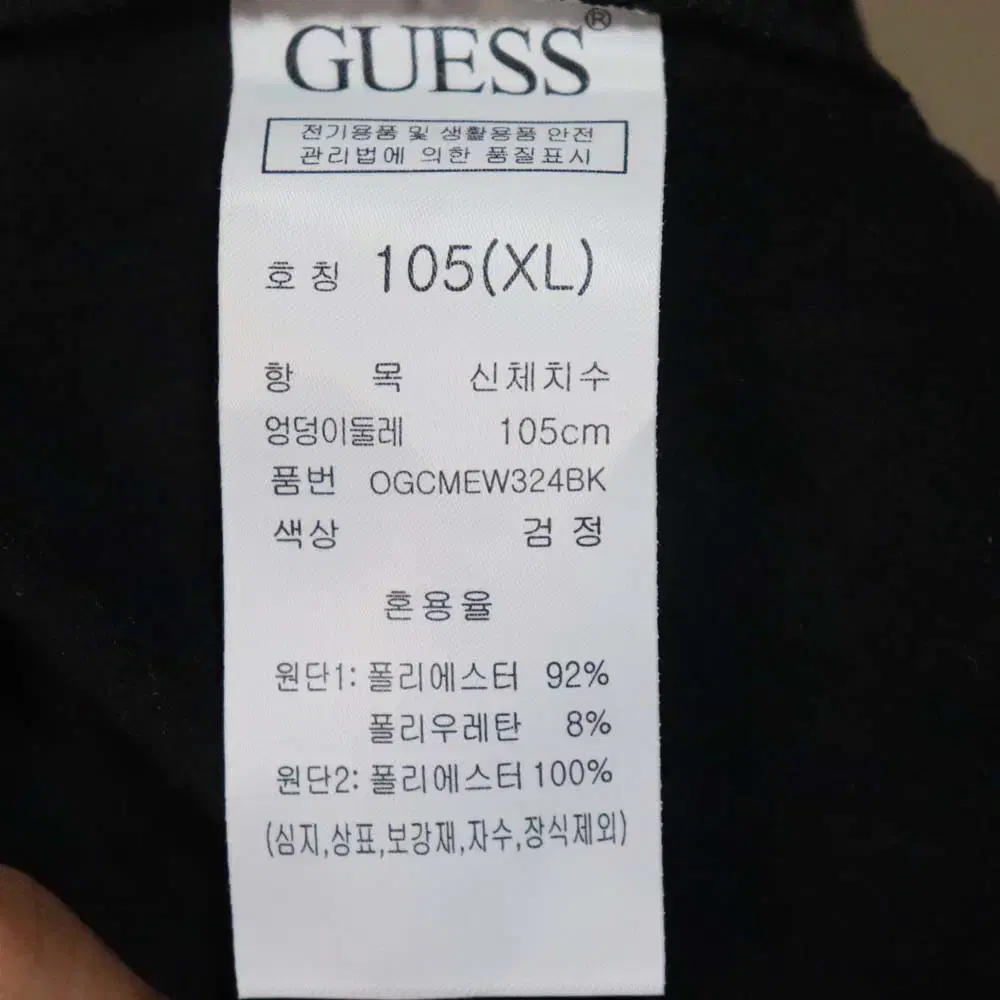 GUESS®
전기용품 및 생활용품 안전
관리법에 의한 품질표시
호 칭 105(XL)
항 목 신체치수
엉덩이둘레 105cm
품번 OGCMEW324BK
색상 검 정
혼용율
원단1: 폴리에스터 92%
폴리우레탄 8%
원단2: 폴리에스터 100%
(심지,상표,보강재,자수,장식제외)